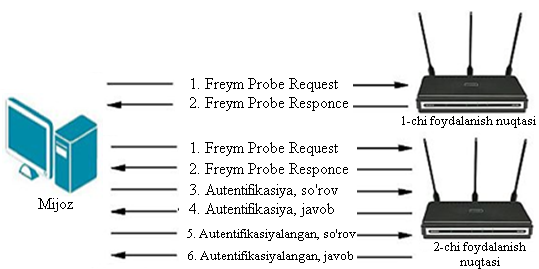 1. Freym Probe Request
2. Freym Probe Responce
1-chi foydalanish nuqtasi
1. Freym Probe Request
2. Freym Probe Responce
3. Autentifikasiya, so'rov
4. Autentifikasiya, javob
5. Autentifikasiyalangan, so'rov
6. Autentifikasiyalangan, javob
Mijoz
2-chi foydalanish
nuqtasi